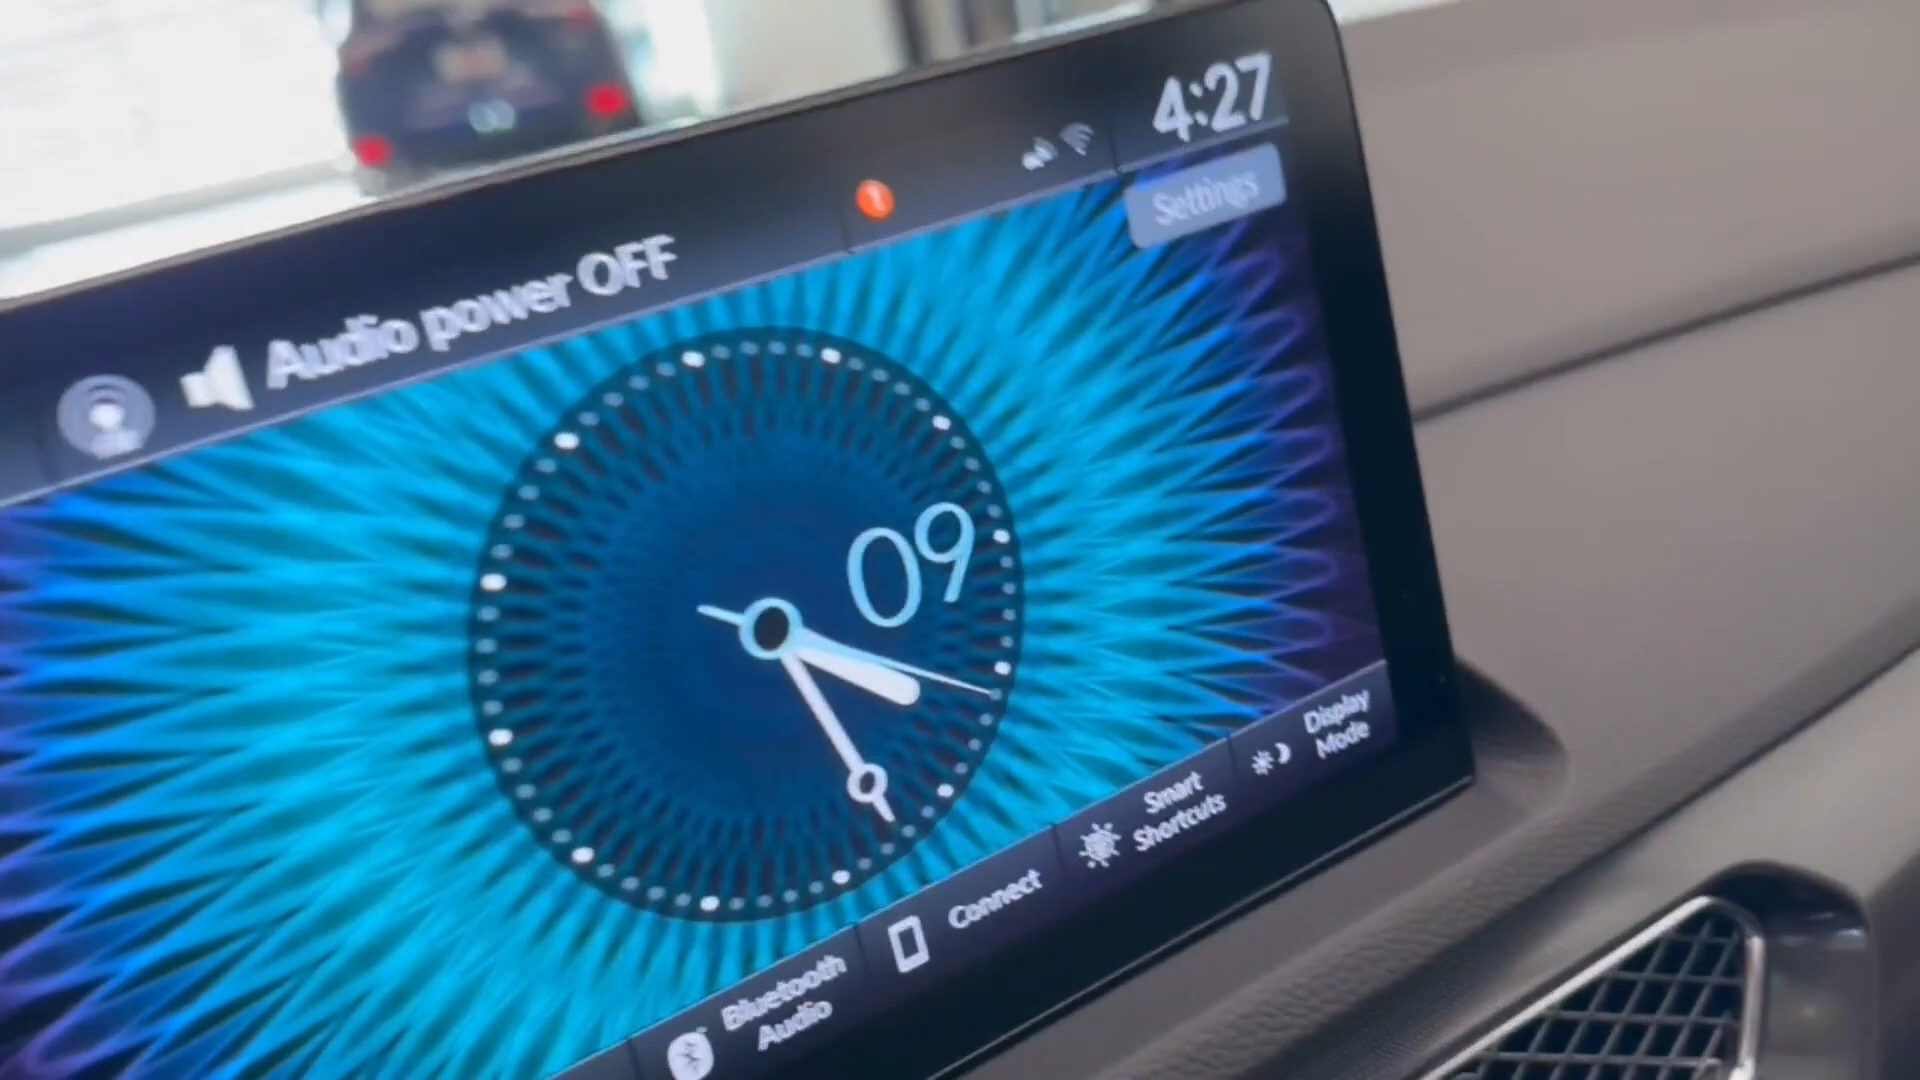 4:27
Settings
Audio power OFF
09
Display
Mode
Smart
Shortcuts
Connect
Bluetooth
Audio